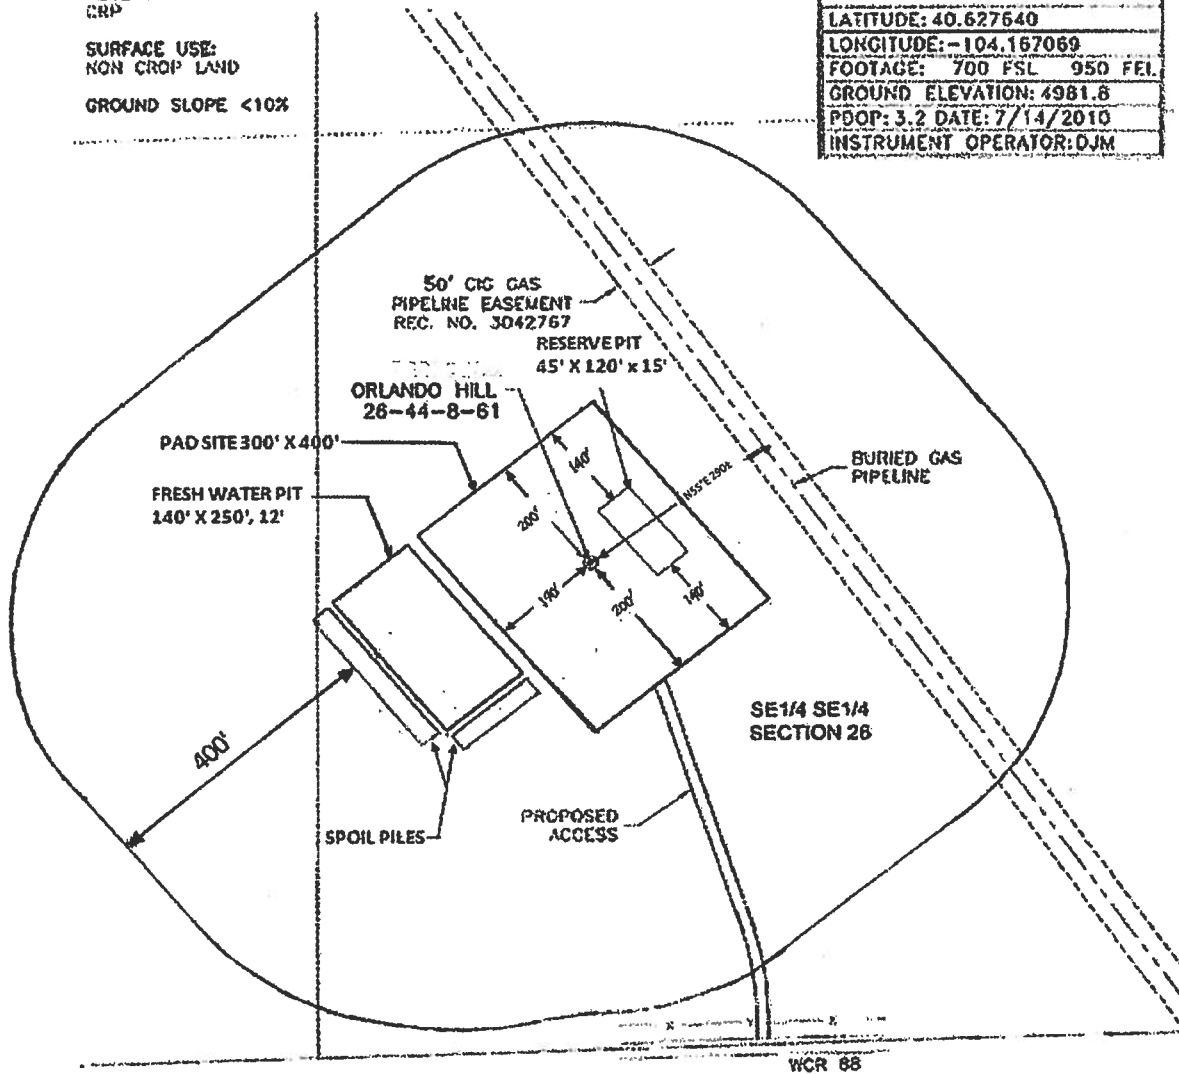 CRP
SURFACE USE:
NON CROP LAND
GROUND SLOPE <10%
LATITUDE: 40.627640
LONGITUDE: -104.167069
FOOTAGE: 700 FSL 950 FEL
GROUND ELEVATION: 4981.8
PDOP: 3.2 DATE: 7/14/2010
INSTRUMENT OPERATOR: DJM
50' CIG GAS
PIPELINE EASEMENT
REC. NO. 3042767
RESERVE PIT
45' X 120' x 15'
ORLANDO HILL
26-44-8-61
PAD SITE 300' X 400'
FRESH WATER PIT
140' X 250', 12'
BURIED GAS
PIPELINE
140'
200'
N55°E 290±
190'
200'
140'
400'
SE1/4 SE1/4
SECTION 26
PROPOSED
ACCESS
SPOIL PILES
WCR 88